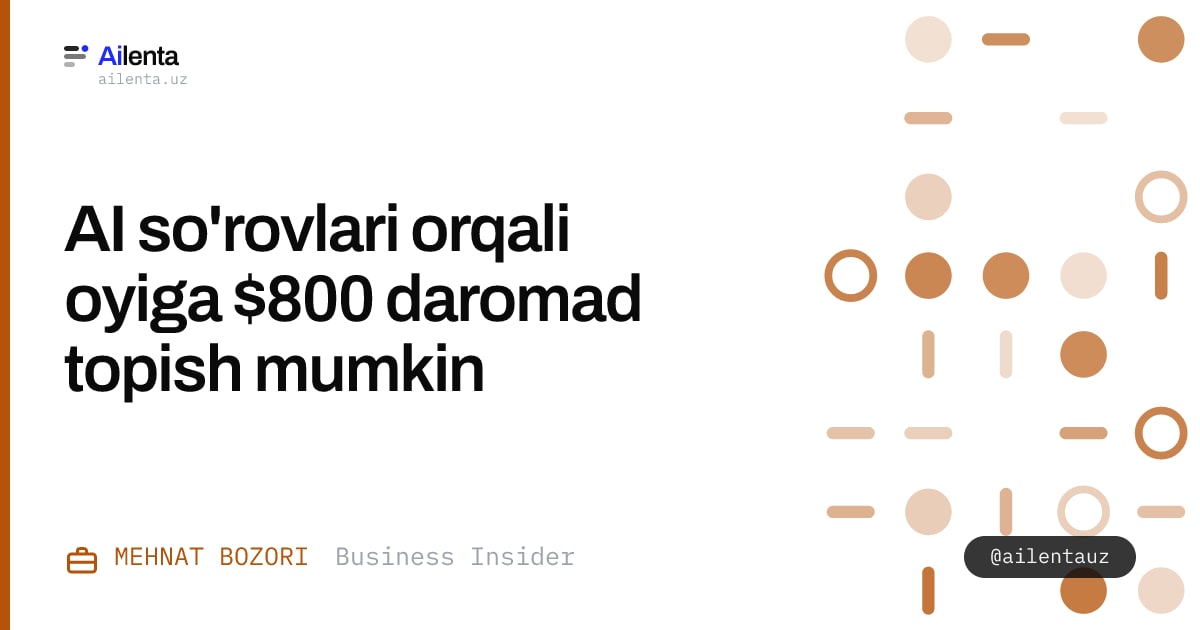 Ailenta
ailenta.uz
AI so'rovlari orqali
oyiga $800 daromad
topish mumkin
MEHNAT BOZORI Business Insider
@ailentauz